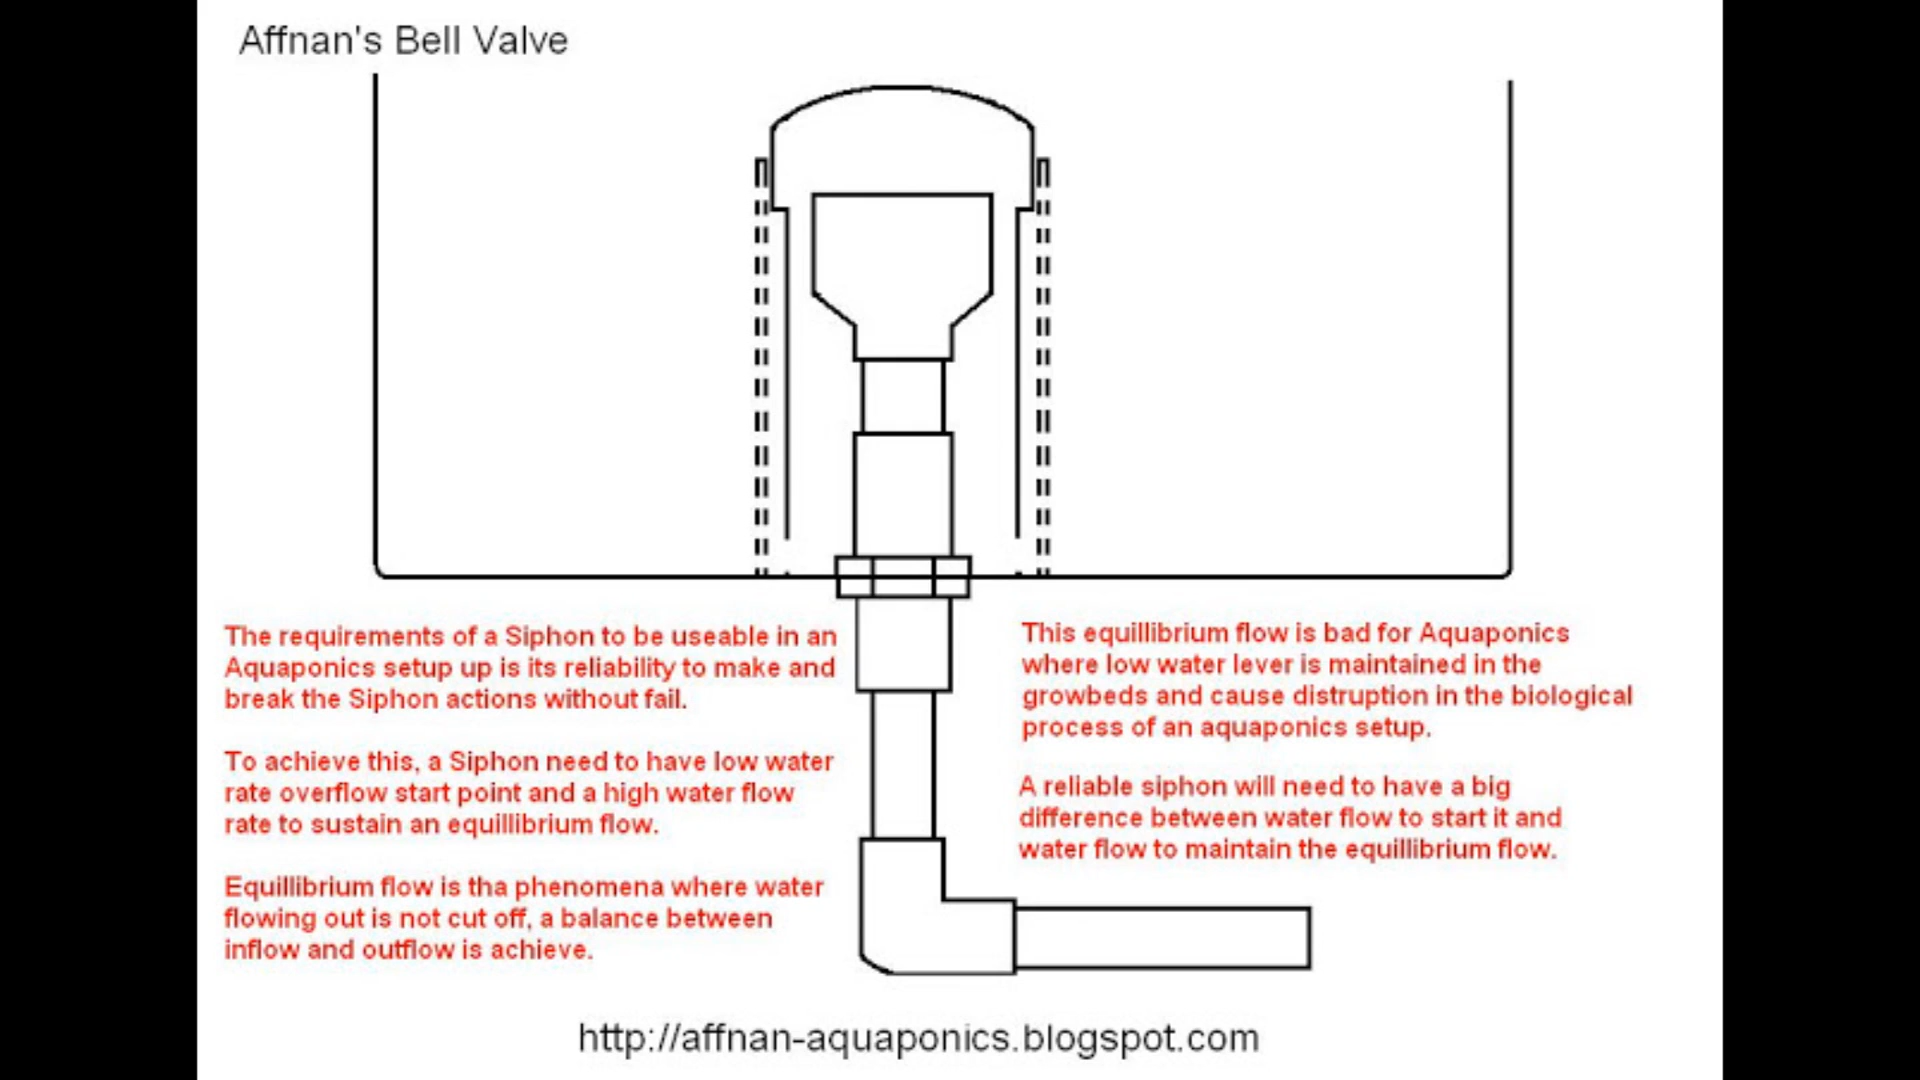 Affnan's Bell Valve
The requirements of a Siphon to be useable in an
Aquaponics setup up is its reliability to make and
break the Siphon actions without fail.
To achieve this, a Siphon need to have low water
rate overflow start point and a high water flow
rate to sustain an equillibrium flow.
Equillibrium flow is tha phenomena where water
flowing out is not cut off, a balance between
inflow and outflow is achieve.
This equillibrium flow is bad for Aquaponics
where low water lever is maintained in the
growbeds and cause distruption in the biological
process of an aquaponics setup.
A reliable siphon will need to have a big
difference between water flow to start it and
water flow to maintain the equillibrium flow.
http://affnan-aquaponics.blogspot.com